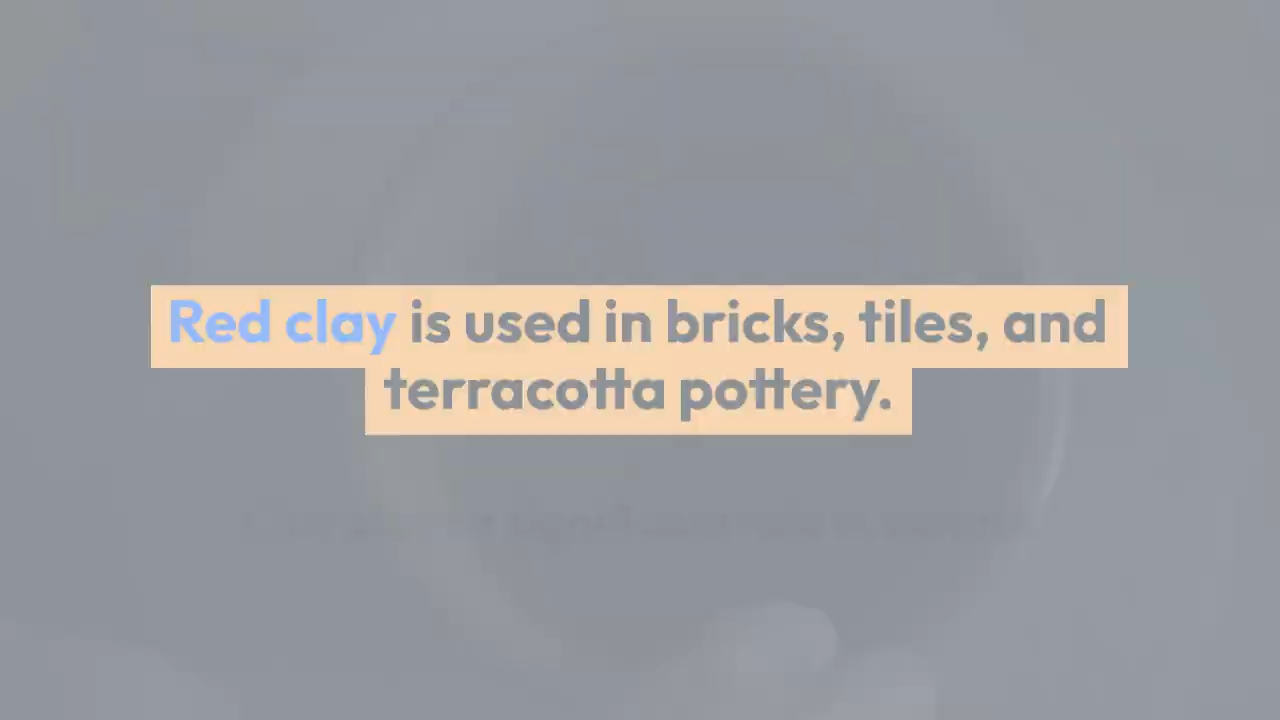 Red clay is used in bricks, tiles, and
terracotta pottery.